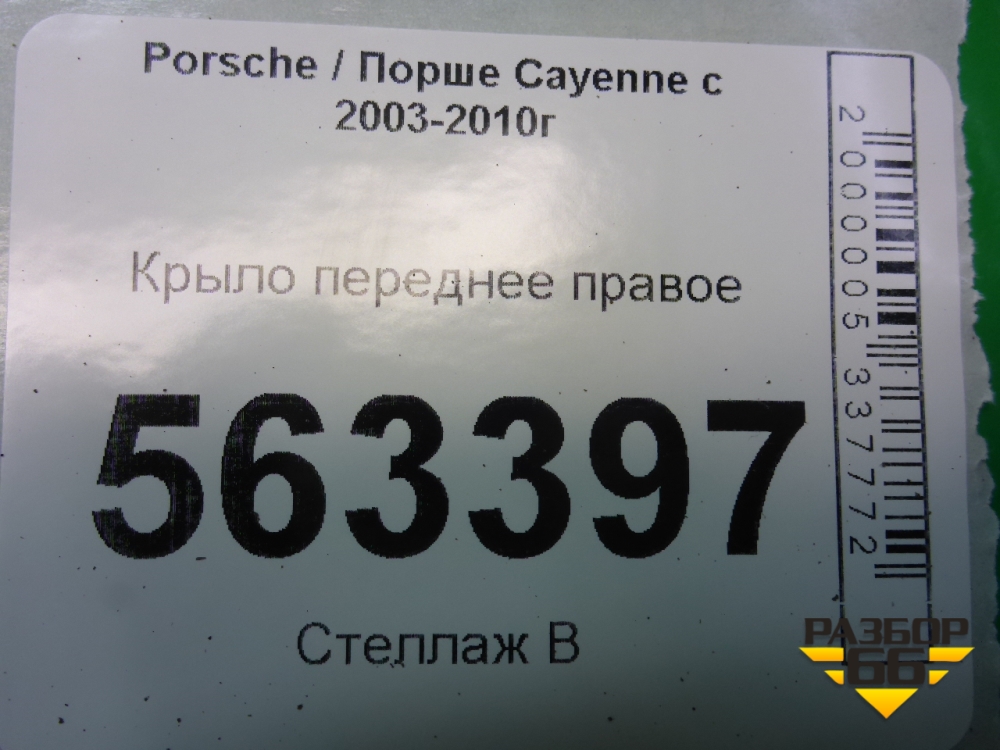 Porsche / Порше Cayenne с
2003-2010г
Крыло переднее правое
563397
Стеллаж В
2000005337772
РАЗБОР
66